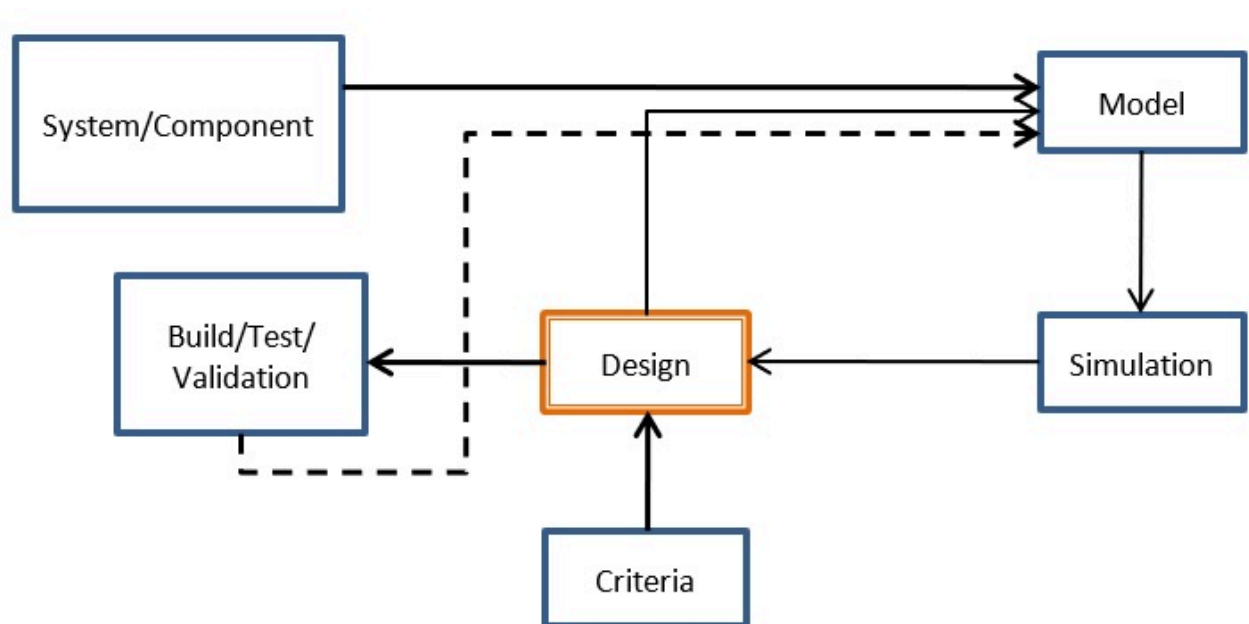 System/Component
Model
Build/Test/
Validation
Design
Simulation
Criteria